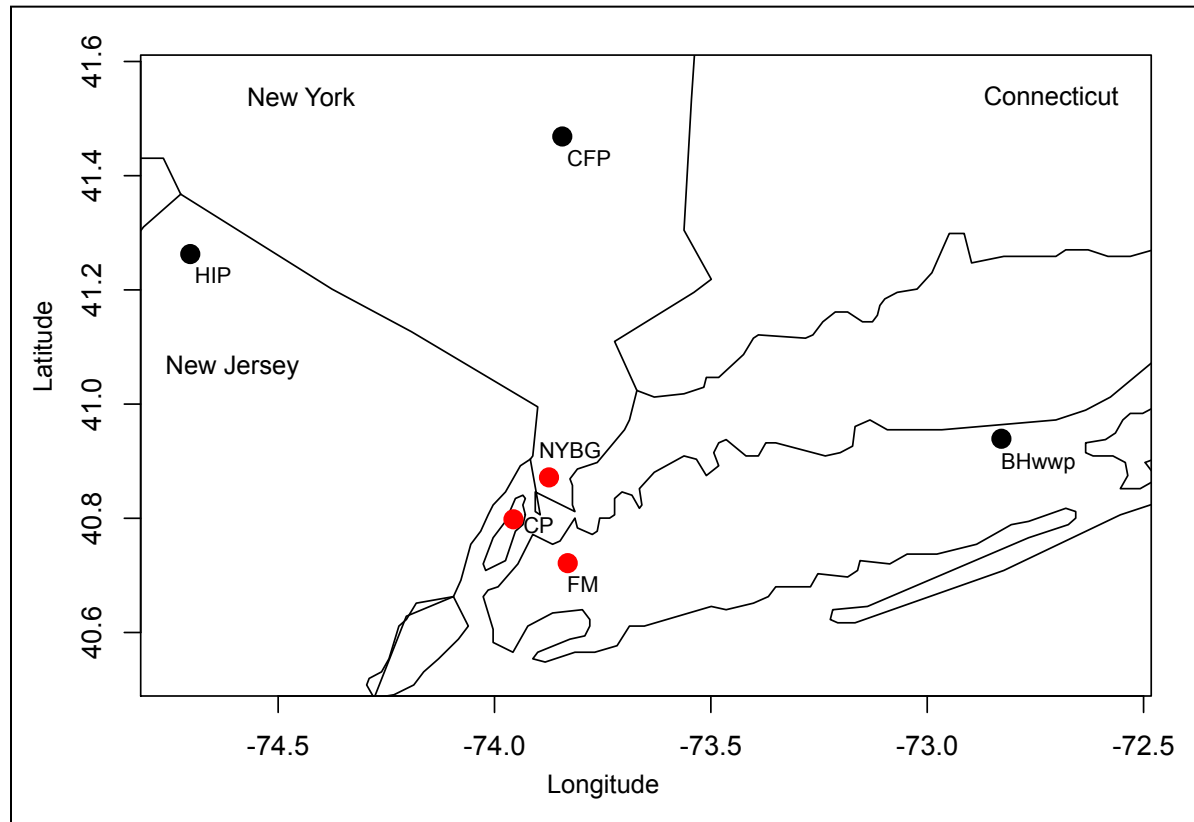 New York
Connecticut
CFP
HIP
New Jersey
NYBG
CP
FM
BHwwp
41.6
41.4
41.2
41.0
40.8
40.6
Latitude
-74.5
-74.0
-73.5
-73.0
-72.5
Longitude